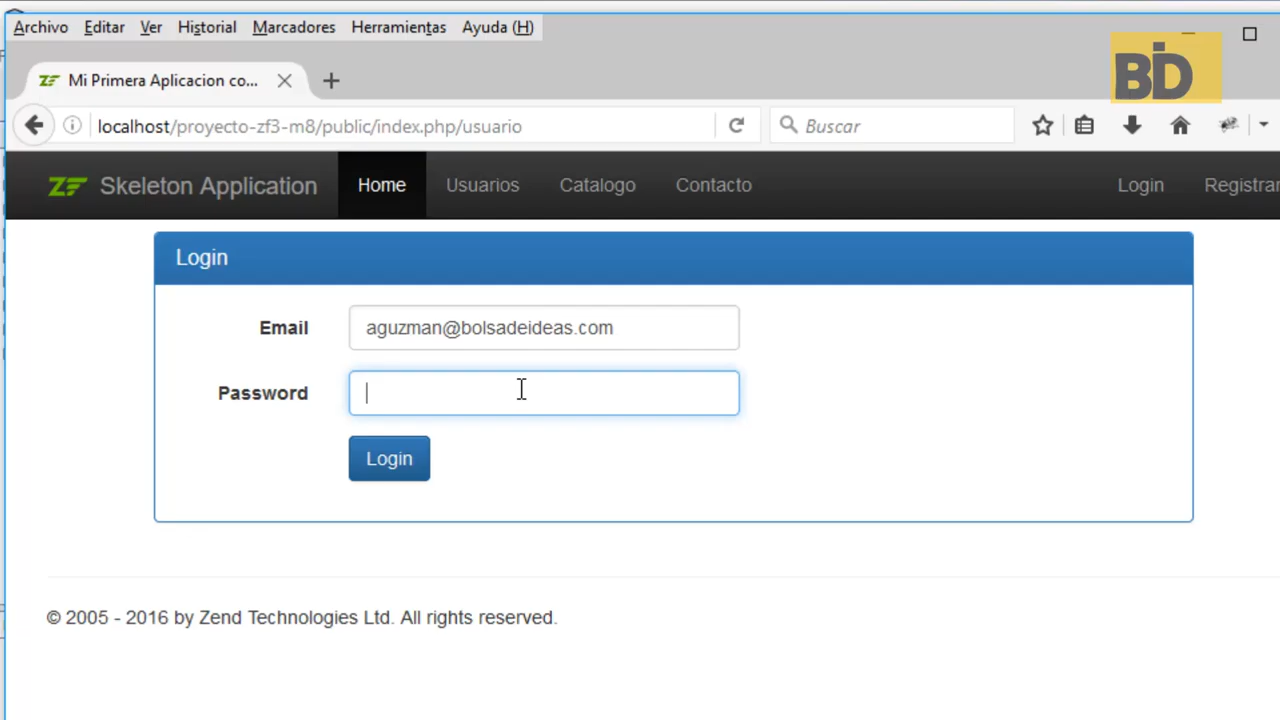 Archivo Editar Ver Historial Marcadores Herramientas Ayuda (H)
BID
Mi Primera Aplicacion co...
localhost/proyecto-zf3-m8/public/index.php/usuario
Buscar
ZF Skeleton Application Home Usuarios Catalogo Contacto Login Registrar
Login
Email aguzman@bolsadeideas.com
Password
Login
© 2005 - 2016 by Zend Technologies Ltd. All rights reserved.